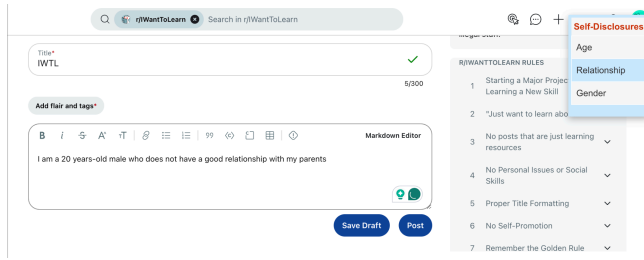 r/IWantToLearn
Search in r/IWantToLearn
Self-Disclosures
Age
Relationship
Gender
Title*
IWTL
5/300
Add flair and tags*
Markdown Editor
I am a 20 years-old male who does not have a good relationship with my parents
Save Draft
Post
R/IWANTTOLEARN RULES
1 Starting a Major
Learning a New Skill
2 "Just want to learn
3 No posts that are just learning
resources
4 No Personal Issues or Social
Skills
5 Proper Title Formatting
6 No Self-Promotion
7 Remember the Golden Rule